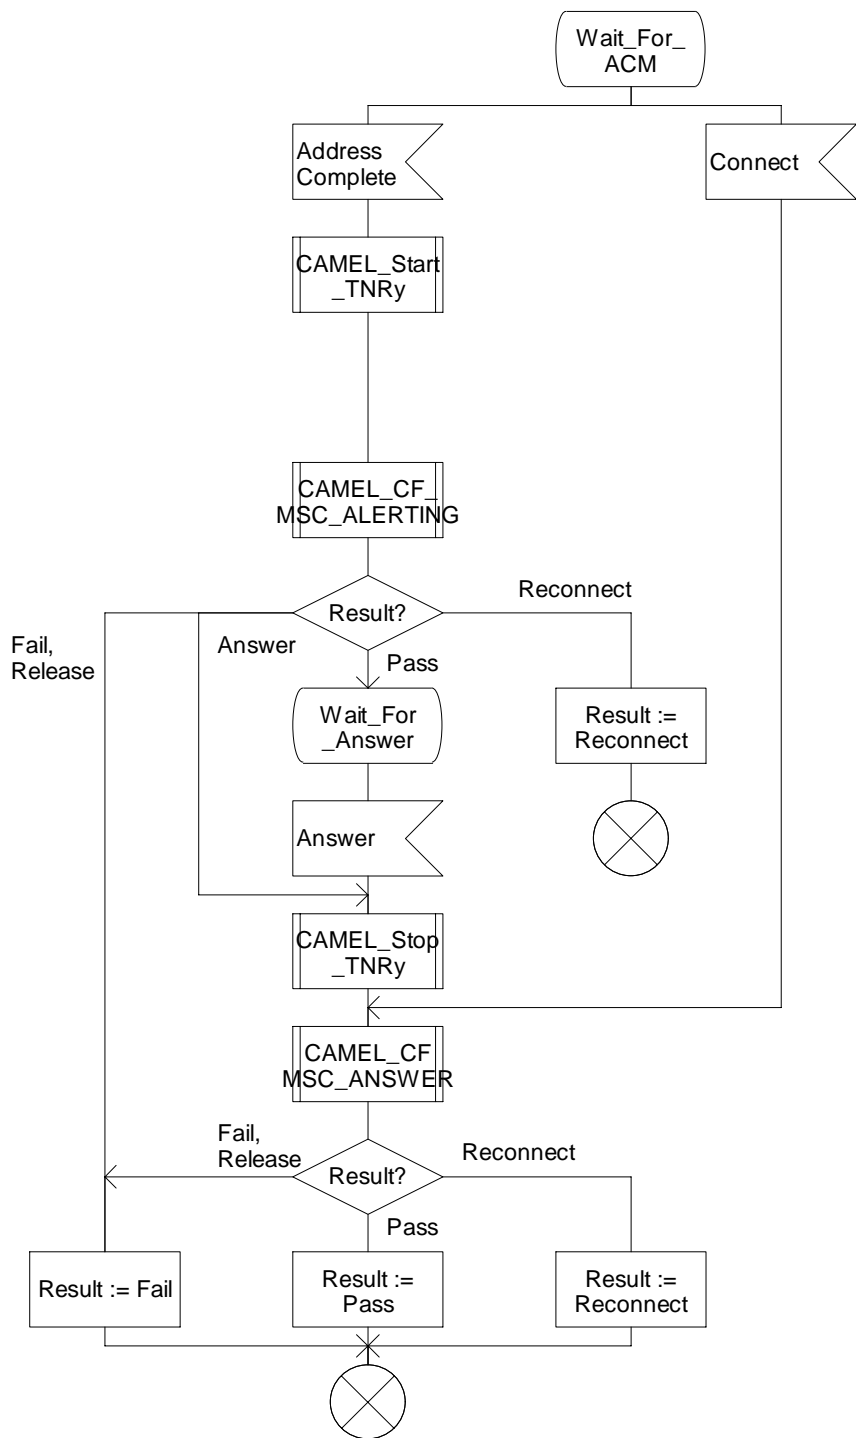 Wait_For_
ACM
Address
Complete
Connect
CAMEL_Start
_TNRy
CAMEL_CF_
MSC_ALERTING
Result?
Reconnect
Fail,
Release
Answer
Pass
Wait_For
_Answer
Result :=
Reconnect
Answer
CAMEL_Stop
_TNRy
CAMEL_CF
MSC_ANSWER
Fail,
Release
Result?
Reconnect
Pass
Result := Fail
Result :=
Pass
Result :=
Reconnect